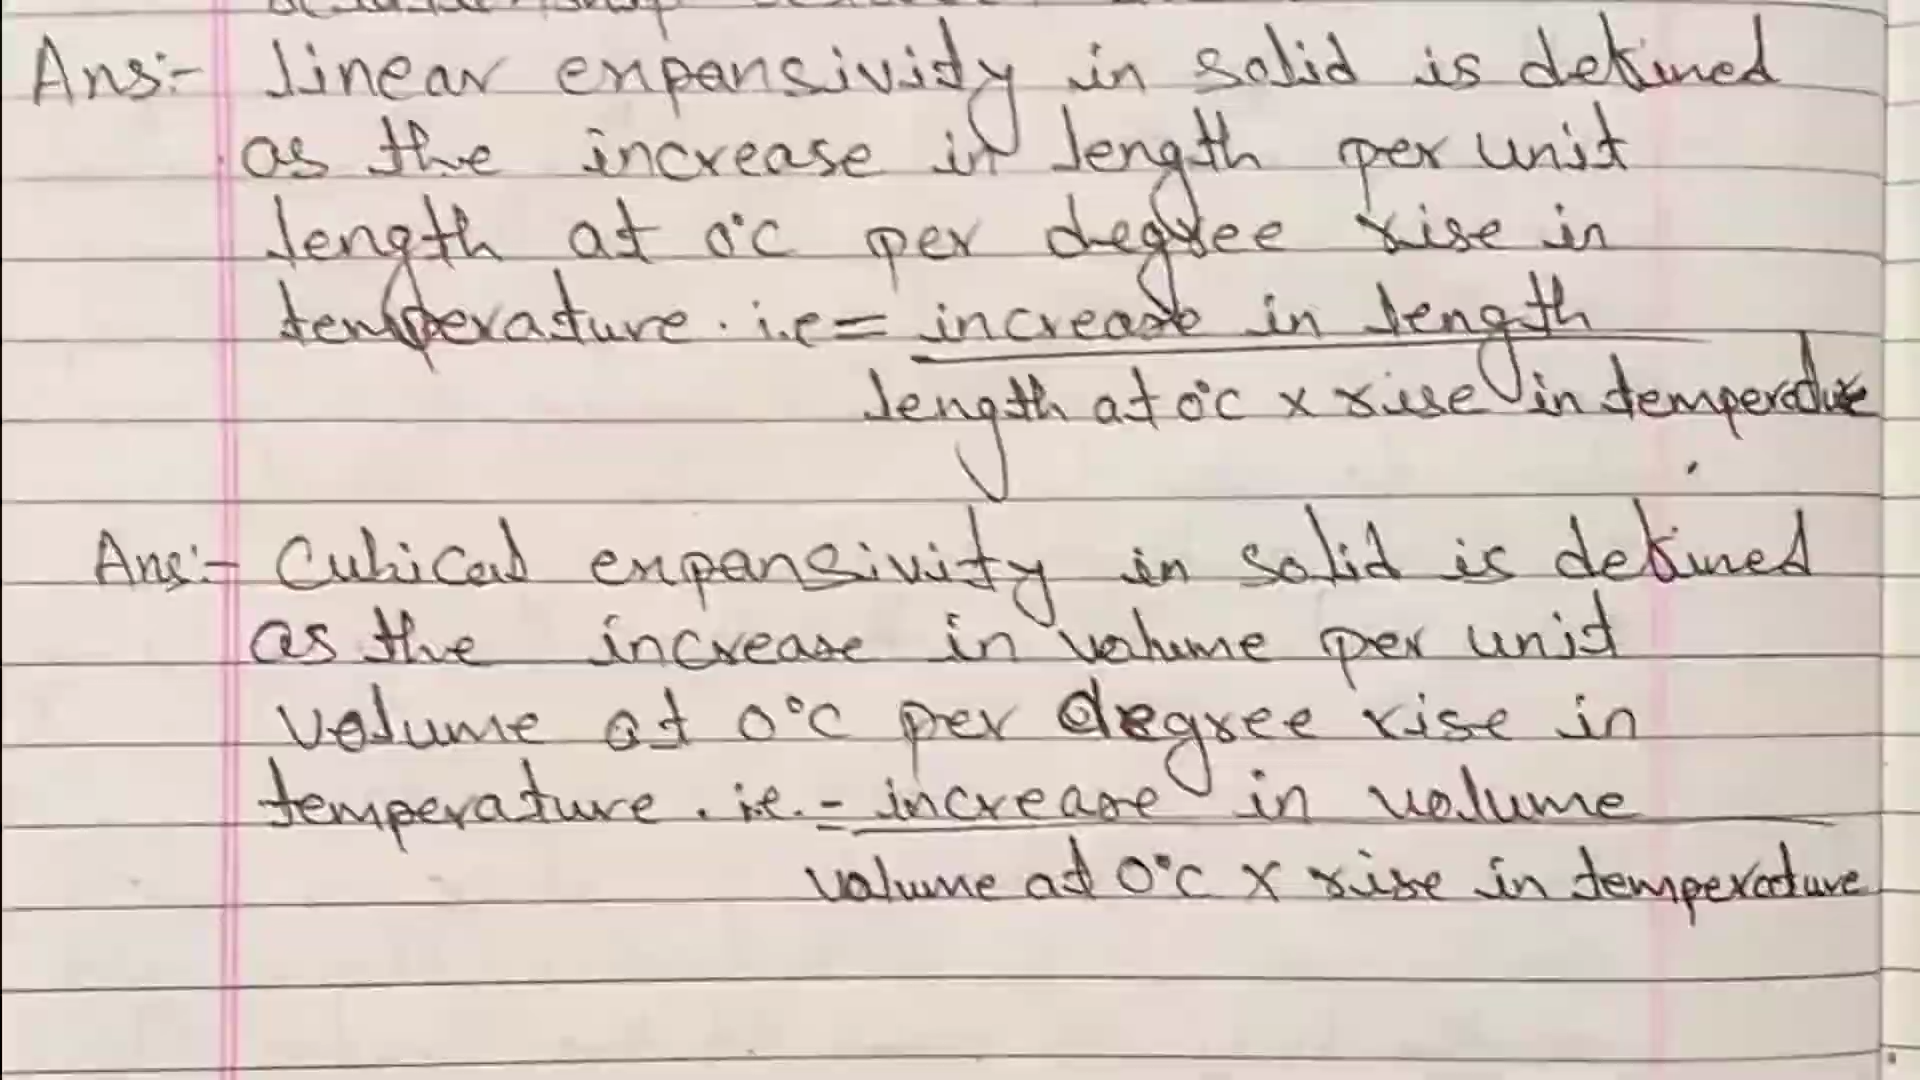 Ans:- linear expansivity in solid is defined
as the increase in length per unit
length at 0°C per degree rise in
temperature. i.e = increase in length
length at 0°C x rise in temperature
Ans:- Cubical expansivity in solid is defined
as the increase in volume per unit
volume at 0°C per degree rise in
temperature. i.e. = increase in volume
volume at 0°C x rise in temperature